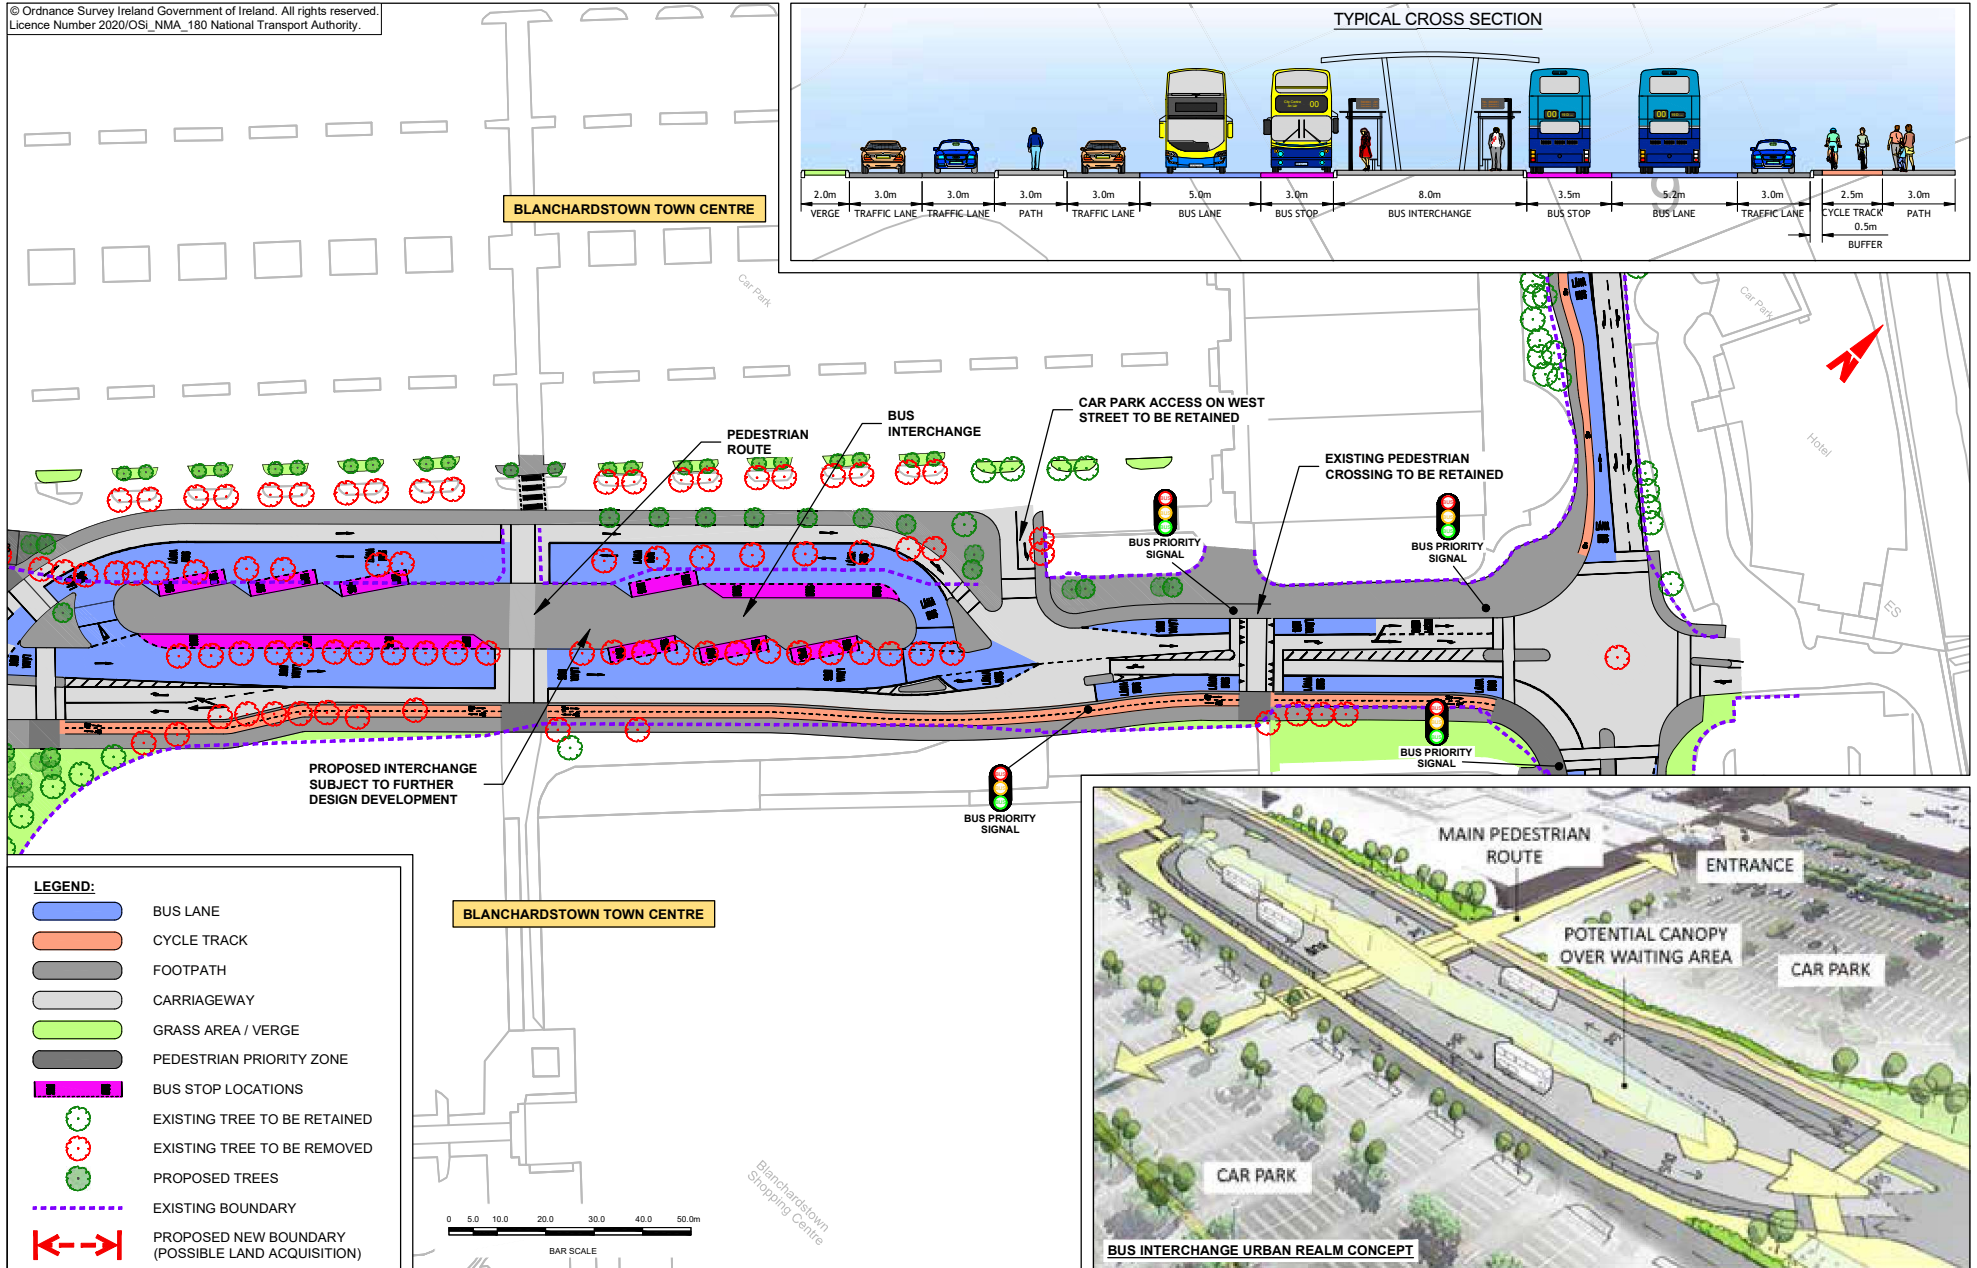 © Ordnance Survey Ireland Government of Ireland. All rights reserved.
Licence Number 2020/OSi_NMA_180 National Transport Authority.
TYPICAL CROSS SECTION
00
00
00
2.0m
3.0m
3.0m
3.0m
3.0m
5.0m
3.0m
8.0m
3.5m
5.2m
3.0m
2.5m
3.0m
VERGE
TRAFFIC LANE
TRAFFIC LANE
PATH
TRAFFIC LANE
BUS LANE
BUS STOP
BUS INTERCHANGE
BUS STOP
BUS LANE
TRAFFIC LANE
CYCLE TRACK
PATH
0.5m
BUFFER
BLANCHARDSTOWN TOWN CENTRE
Car Park
Car Park
N
Hotel
ES
PEDESTRIAN
ROUTE
BUS
INTERCHANGE
CAR PARK ACCESS ON WEST
STREET TO BE RETAINED
EXISTING PEDESTRIAN
CROSSING TO BE RETAINED
BUS PRIORITY
SIGNAL
BUS PRIORITY
SIGNAL
BUS PRIORITY
SIGNAL
BUS PRIORITY
SIGNAL
LÁNA
BUS
PROPOSED INTERCHANGE
SUBJECT TO FURTHER
DESIGN DEVELOPMENT
BLANCHARDSTOWN TOWN CENTRE
LEGEND:
BUS LANE
CYCLE TRACK
FOOTPATH
CARRIAGEWAY
GRASS AREA / VERGE
PEDESTRIAN PRIORITY ZONE
BUS STOP LOCATIONS
EXISTING TREE TO BE RETAINED
EXISTING TREE TO BE REMOVED
PROPOSED TREES
EXISTING BOUNDARY
PROPOSED NEW BOUNDARY
(POSSIBLE LAND ACQUISITION)
0 5.0 10.0 20.0 30.0 40.0 50.0m
BAR SCALE
Blanchardstown
Shopping Centre
MAIN PEDESTRIAN
ROUTE
ENTRANCE
POTENTIAL CANOPY
OVER WAITING AREA
CAR PARK
CAR PARK
BUS INTERCHANGE URBAN REALM CONCEPT